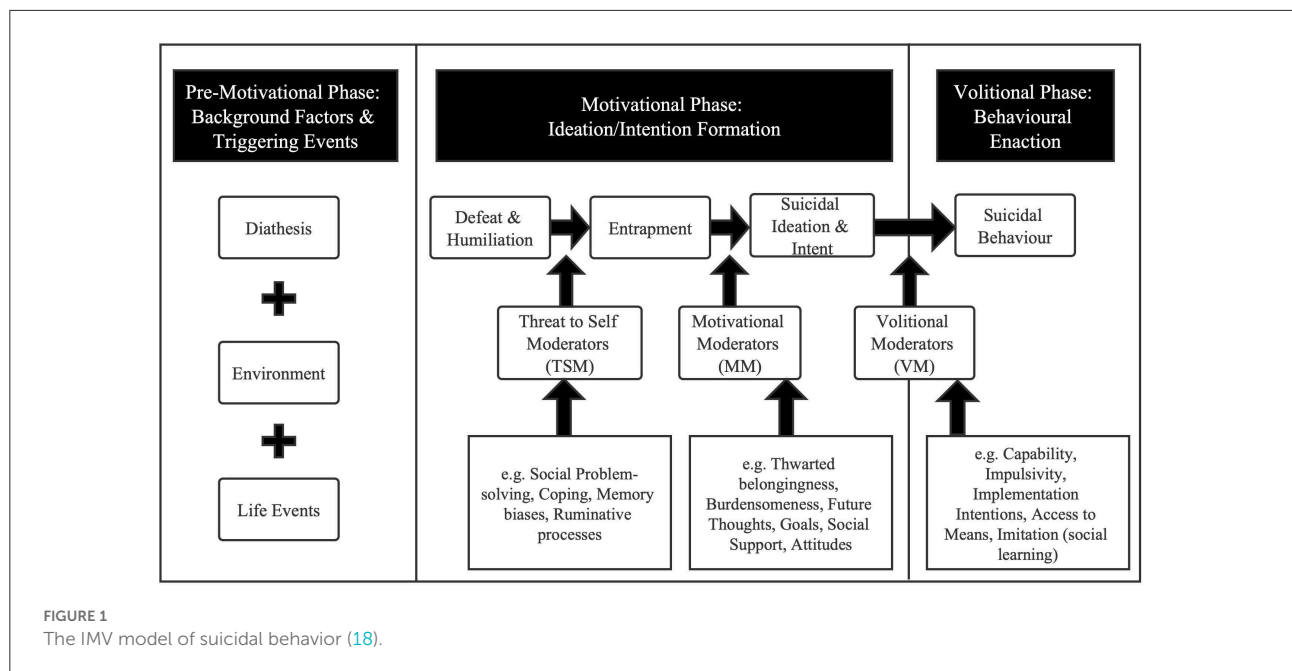 Pre-Motivational Phase:
Background Factors &
Triggering Events
Motivational Phase:
Ideation/Intention Formation
Volitional Phase:
Behavioural
Enaction
Diathesis
Environment
Life Events
Defeat &
Humiliation
Entrapment
Suicidal
Ideation &
Intent
Suicidal
Behaviour
Threat to Self
Moderators
(TSM)
Motivational
Moderators
(MM)
Volitional
Moderators
(VM)
e.g. Social Problem-
solving, Coping, Memory
biases, Ruminative
processes
e.g. Thwarted
belongingness,
Burdensomeness, Future
Thoughts, Goals, Social
Support, Attitudes
e.g. Capability,
Impulsivity,
Implementation
Intentions, Access to
Means, Imitation (social
learning)
FIGURE 1
The IMV model of suicidal behavior (18).